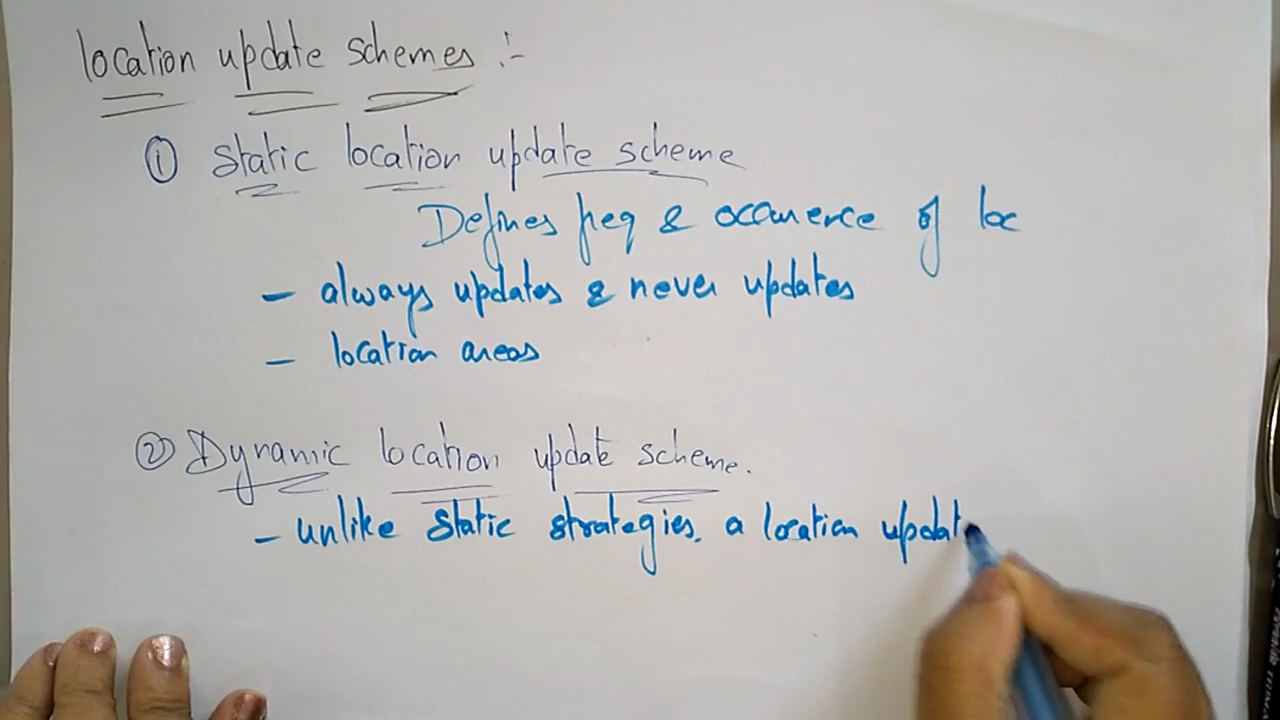 location update schemes :-
① Static location update scheme
Defines freq & occurrence of loc
- always updates & never updates
- location areas
② Dynamic location update scheme.
- unlike static strategies, a location updat